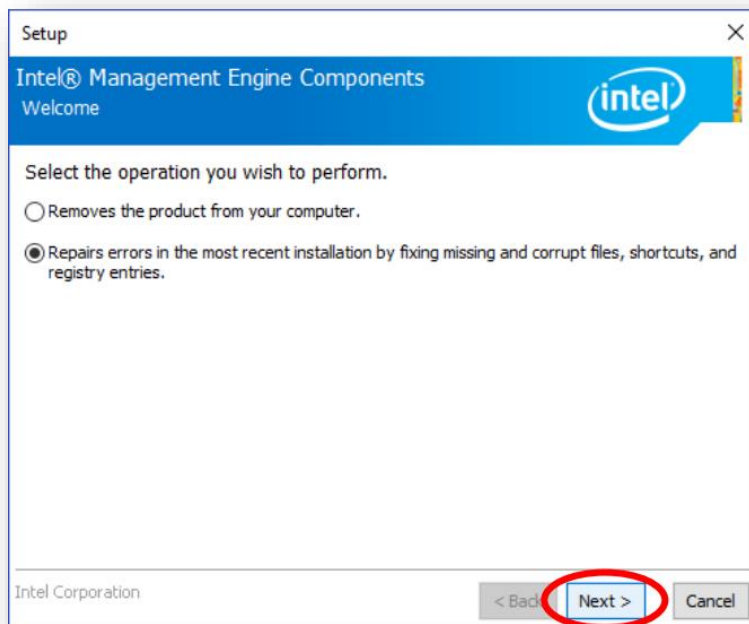 Setup
Intel® Management Engine Components
Welcome
intel
Select the operation you wish to perform.
Removes the product from your computer.
Repairs errors in the most recent installation by fixing missing and corrupt files, shortcuts, and
registry entries.
Intel Corporation
< Back Next > Cancel